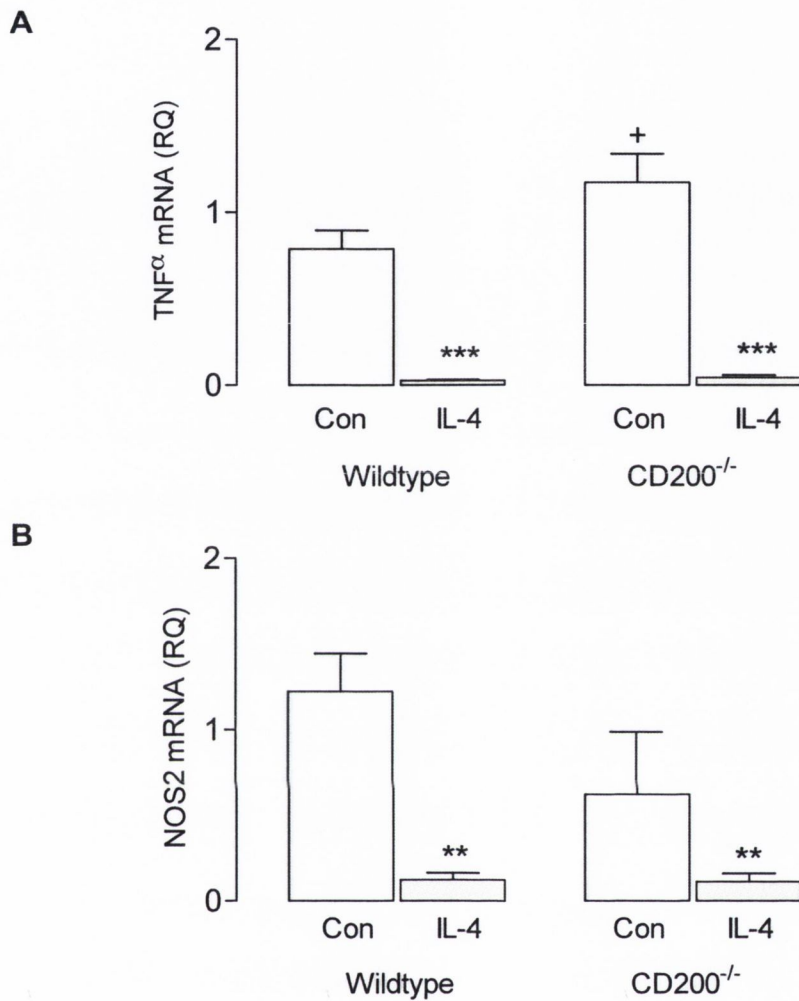 A
TNFα mRNA (RQ)
2
1
0
+
***
***
Con IL-4 Con IL-4
Wildtype CD200-/-
B
NOS2 mRNA (RQ)
2
1
0
**
**
Con IL-4 Con IL-4
Wildtype CD200-/-